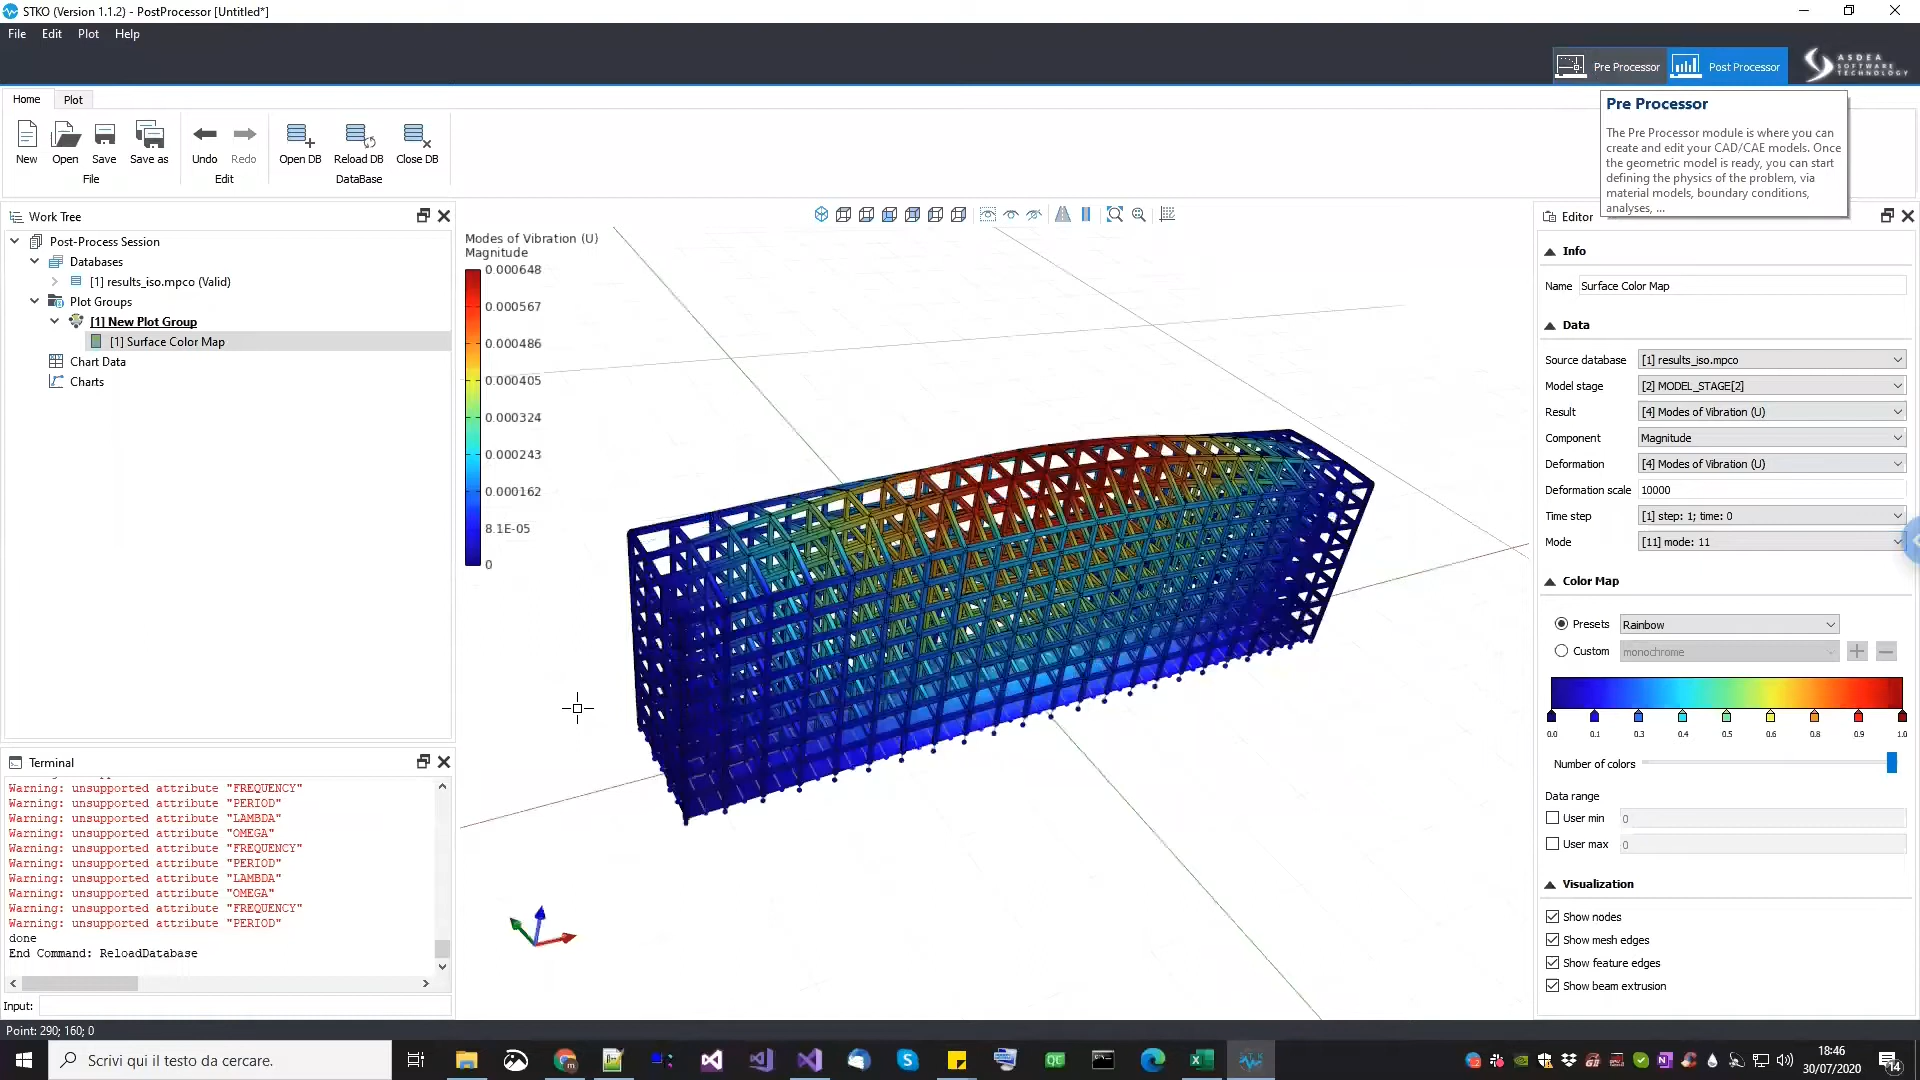 STKO (Version 1.1.2) - PostProcessor [Untitled*]
File Edit Plot Help
Pre Processor Post Processor ASDEA SOFTWARE TECHNOLOGY
Home Plot
New Open Save Save as Undo Redo Open DB Reload DB Close DB
File Edit DataBase
Pre Processor
The Pre Processor module is where you can
create and edit your CAD/CAE models. Once
the geometric model is ready, you can start
defining the physics of the problem, via
material models, boundary conditions,
analyses, ...
Work Tree
Post-Process Session
Databases
[1] results_iso.mpco (Valid)
Plot Groups
[1] New Plot Group
[1] Surface Color Map
Chart Data
Charts
Modes of Vibration (U)
Magnitude
0.000648
0.000567
0.000486
0.000405
0.000324
0.000243
0.000162
8.1E-05
0
Editor
Info
Name Surface Color Map
Data
Source database [1] results_iso.mpco
Model stage [2] MODEL_STAGE[2]
Result [4] Modes of Vibration (U)
Component Magnitude
Deformation [4] Modes of Vibration (U)
Deformation scale 10000
Time step [1] step: 1; time: 0
Mode [11] mode: 11
Color Map
Presets Rainbow
Custom monochrome
0.0 0.1 0.3 0.4 0.5 0.6 0.8 0.9 1.0
Number of colors
Data range
User min 0
User max 0
Visualization
Show nodes
Show mesh edges
Show feature edges
Show beam extrusion
Terminal
Warning: unsupported attribute "FREQUENCY"
Warning: unsupported attribute "PERIOD"
Warning: unsupported attribute "LAMBDA"
Warning: unsupported attribute "OMEGA"
Warning: unsupported attribute "FREQUENCY"
Warning: unsupported attribute "PERIOD"
Warning: unsupported attribute "LAMBDA"
Warning: unsupported attribute "OMEGA"
Warning: unsupported attribute "FREQUENCY"
Warning: unsupported attribute "PERIOD"
done
End Command: ReloadDatabase
Input:
Point: 290; 160; 0
Scrivi qui il testo da cercare.
18:46
30/07/2020
14